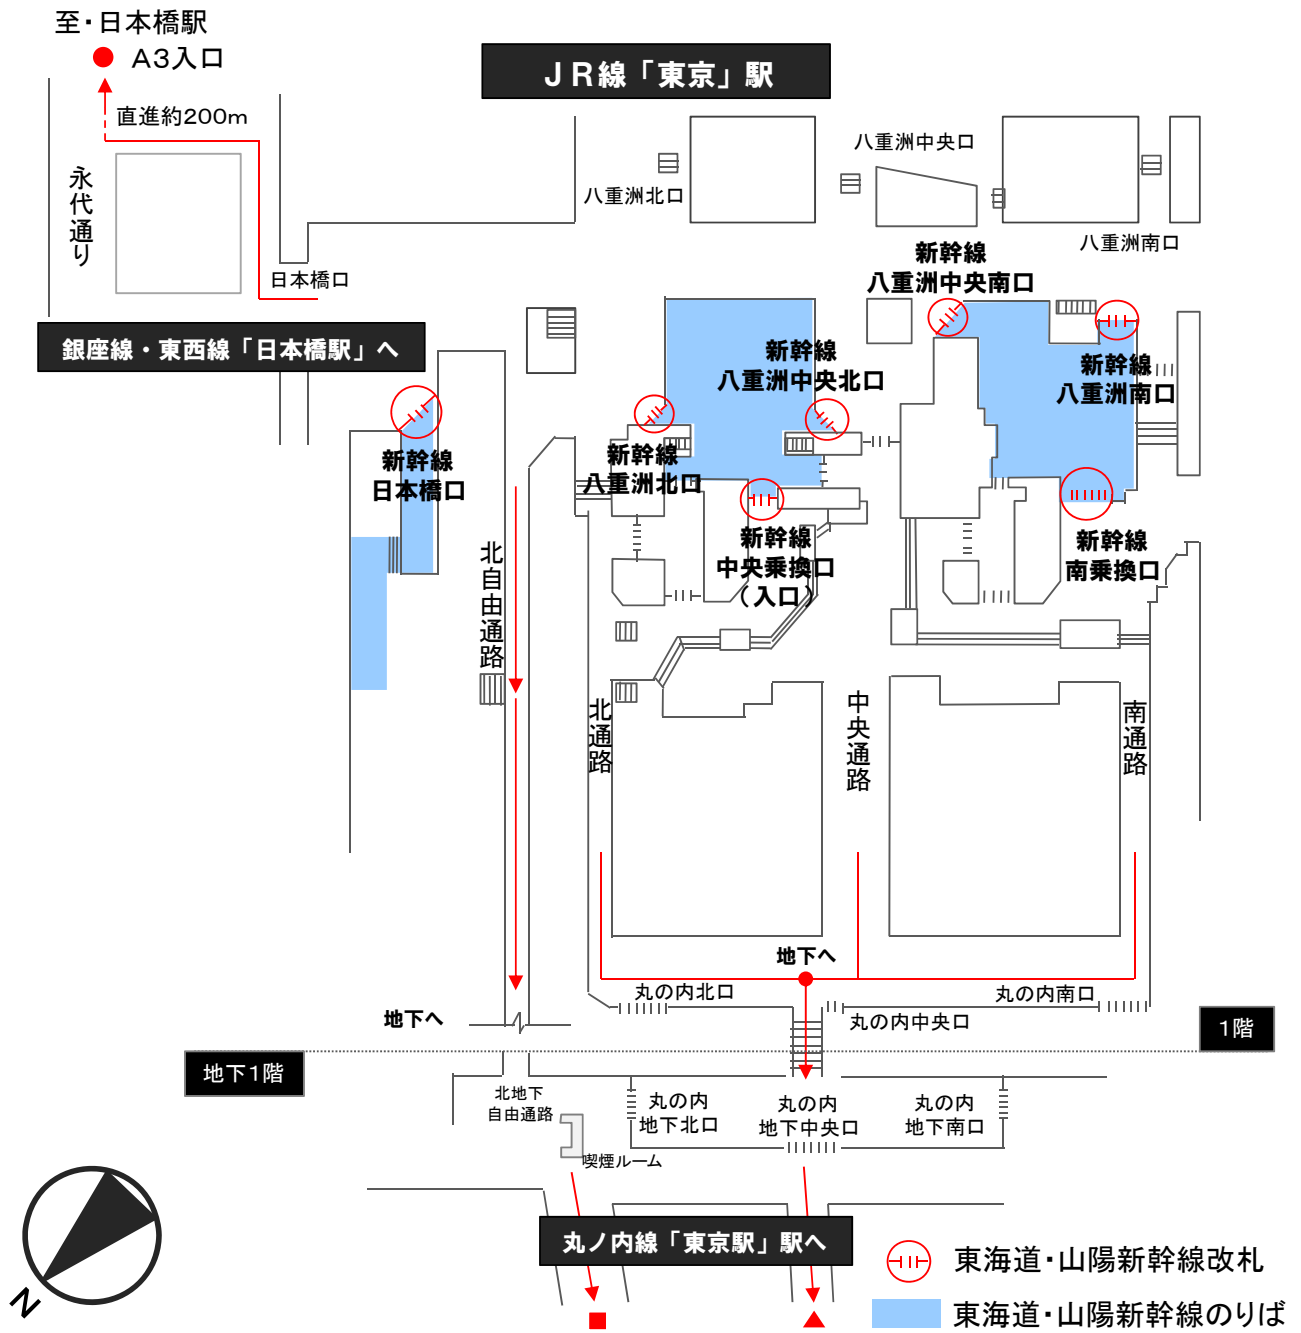 至・日本橋駅
A3入口
直進約200m
JR線「東京」駅
永代通り
八重洲北口
八重洲中央口
八重洲南口
日本橋口
銀座線・東西線「日本橋駅」へ
新幹線
八重洲中央南口
新幹線
八重洲中央北口
新幹線
八重洲南口
新幹線
日本橋口
新幹線
八重洲北口
新幹線
中央乗換口
(入口)
新幹線
南乗換口
北自由通路
北通路
中央通路
南通路
地下へ
丸の内北口
丸の内南口
丸の内中央口
地下へ
1階
地下1階
北地下
自由通路
丸の内
地下北口
丸の内
地下中央口
丸の内
地下南口
喫煙ルーム
丸ノ内線「東京駅」駅へ
N
東海道・山陽新幹線改札
東海道・山陽新幹線のりば